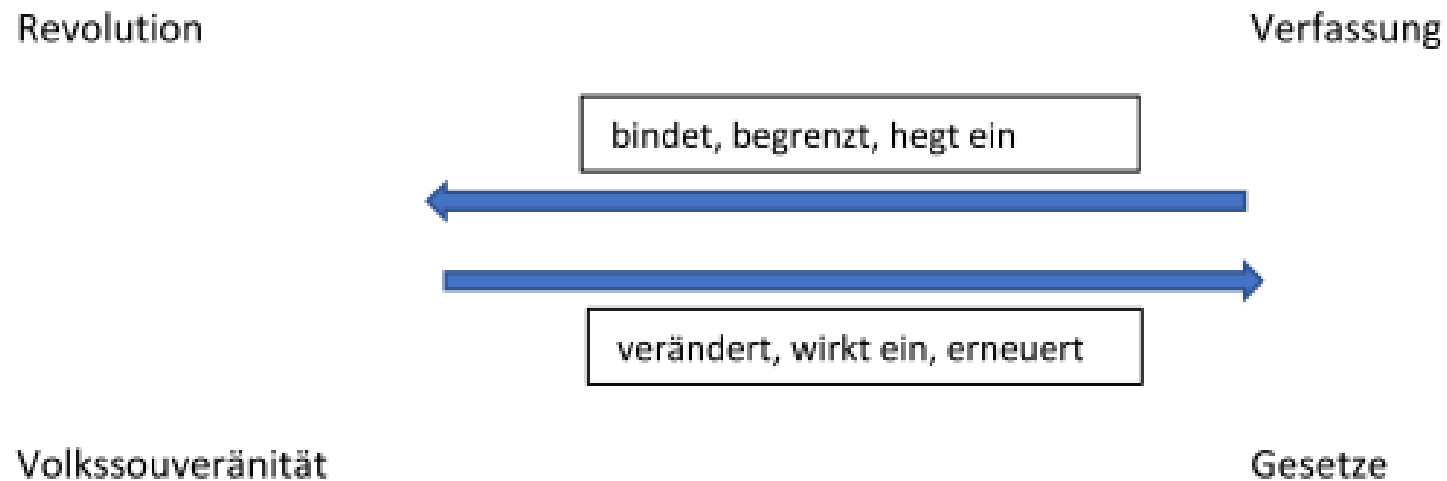 Revolution
Verfassung
bindet, begrenzt, hegt ein
verändert, wirkt ein, erneuert
Volkssouveränität
Gesetze